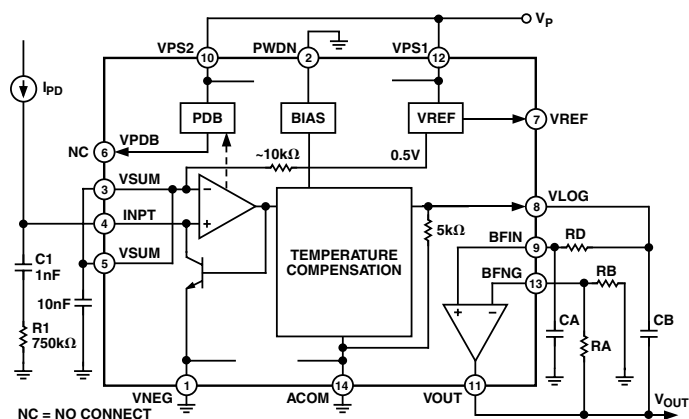 VP
VPS2
PWDN
VPS1
10
2
12
IPD
PDB
BIAS
VREF
7
VREF
VPDB
NC
6
~10kΩ
0.5V
VSUM
3
8
VLOG
INPT
4
5kΩ
BFIN
9
RD
C1
1nF
VSUM
5
TEMPERATURE
COMPENSATION
BFNG
13
RB
10nF
R1
750kΩ
CA
RA
CB
1
VNEG
14
ACOM
11
VOUT
VOUT
NC = NO CONNECT